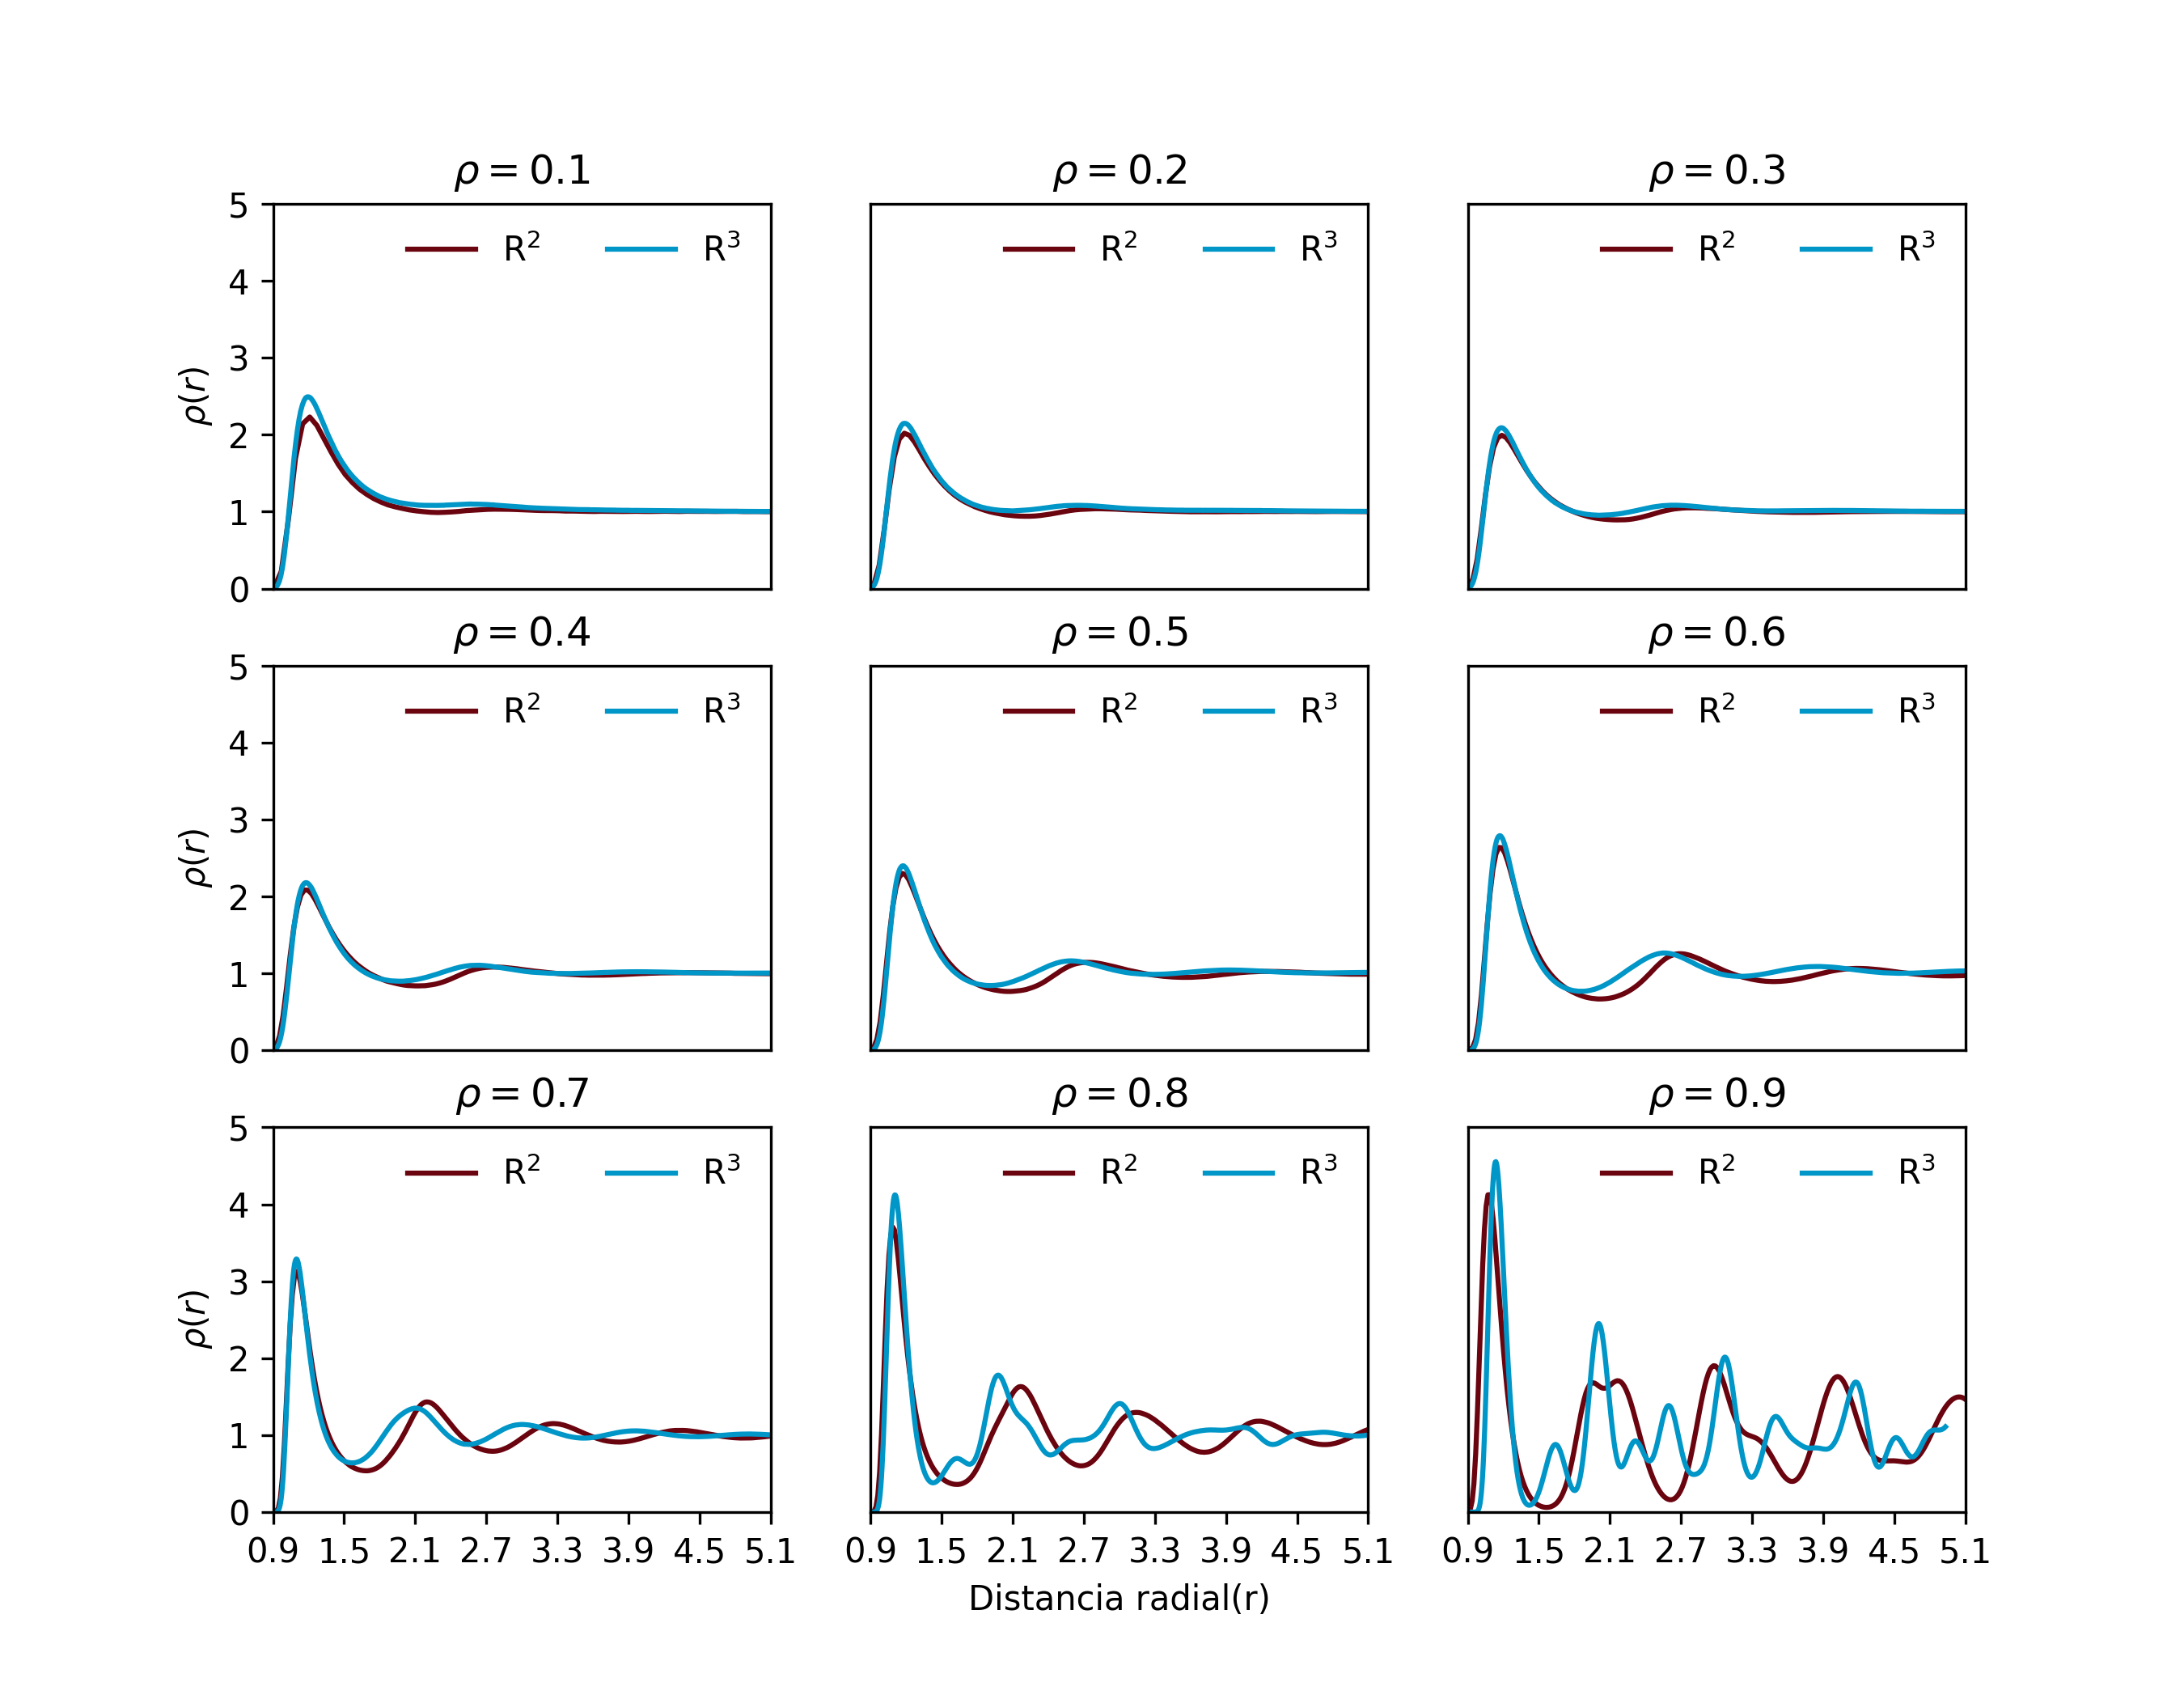 ρ = 0.1 ρ = 0.2 ρ = 0.3
5
4
3
2
1
0
ρ(r)
R² R³ R² R³ R² R³
ρ = 0.4 ρ = 0.5 ρ = 0.6
5
4
3
2
1
0
ρ(r)
R² R³ R² R³ R² R³
ρ = 0.7 ρ = 0.8 ρ = 0.9
5
4
3
2
1
0
ρ(r)
R² R³ R² R³ R² R³
0.9 1.5 2.1 2.7 3.3 3.9 4.5 5.1 0.9 1.5 2.1 2.7 3.3 3.9 4.5 5.1 0.9 1.5 2.1 2.7 3.3 3.9 4.5 5.1
Distancia radial(r)